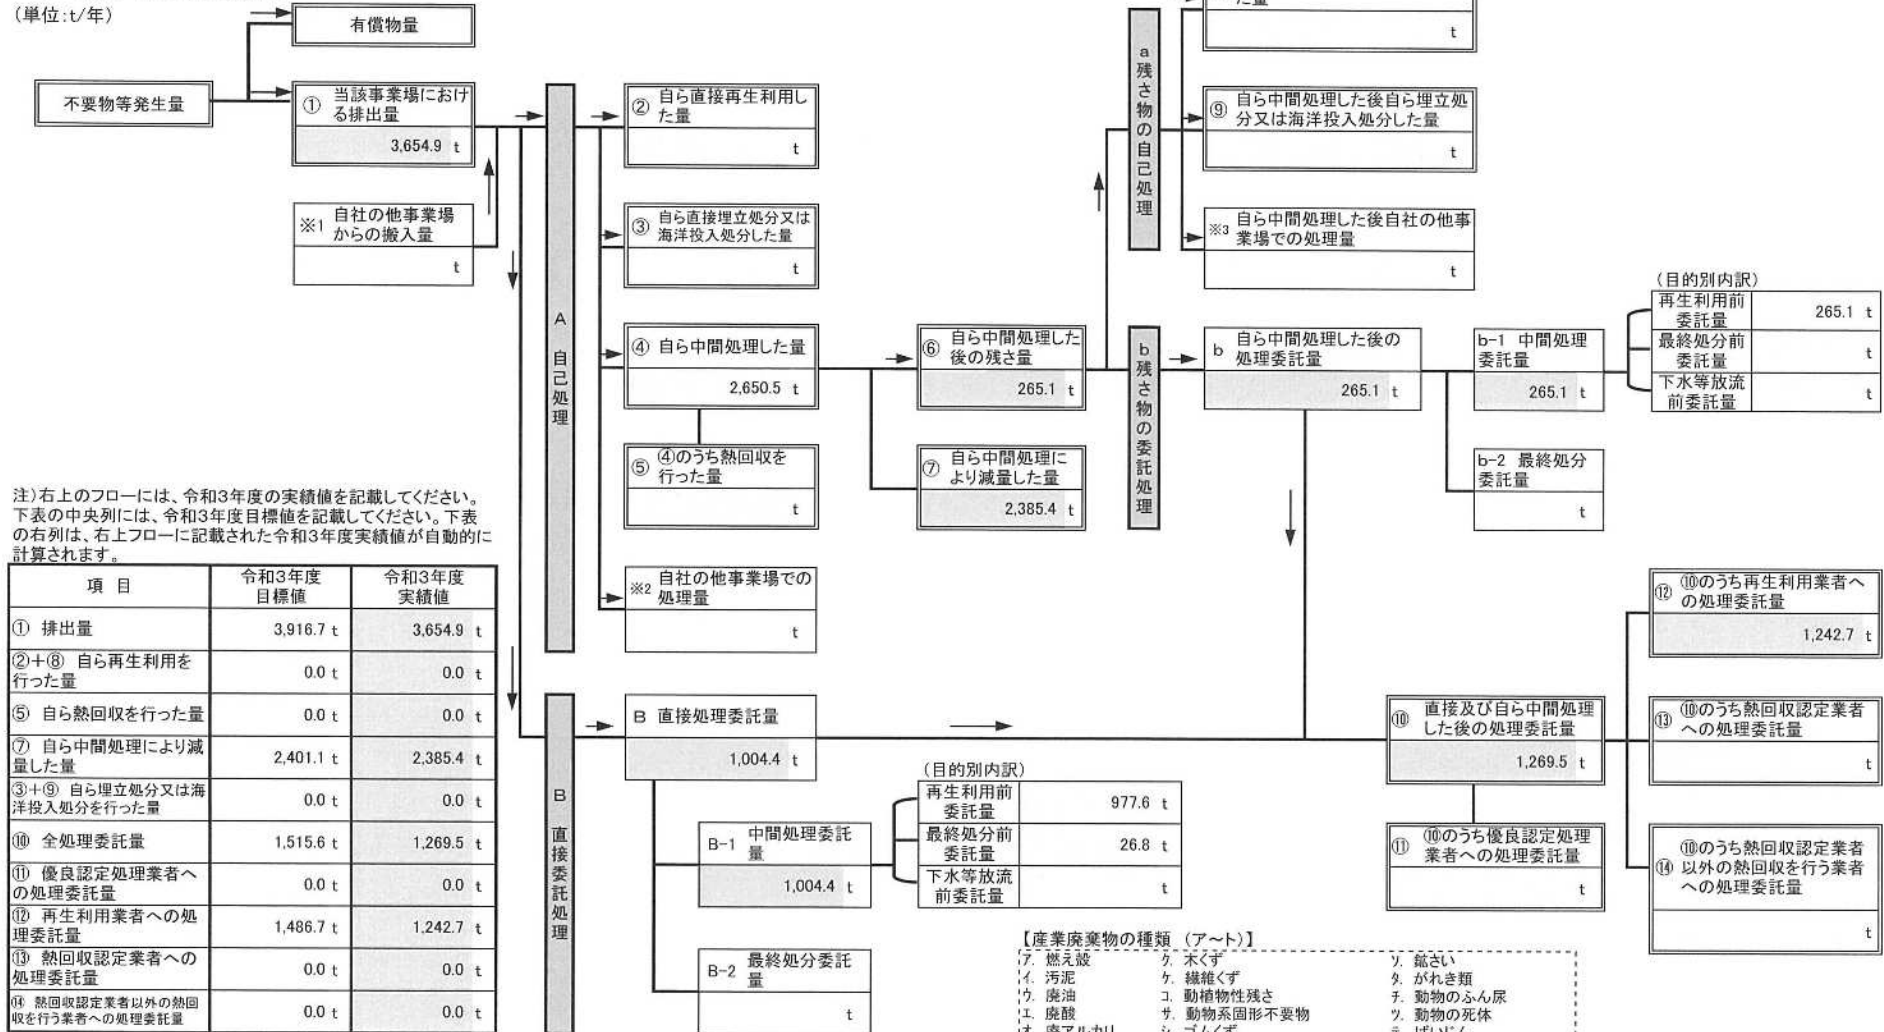 (単位:t/年)
有償物量
不要物等発生量
① 当該事業場におけ
る排出量
3,654.9 t
※1 自社の他事業場
からの搬入量
t
A 自己処理
② 自ら直接再生利用し
た量
t
③ 自ら直接埋立処分又は
海洋投入処分した量
t
④ 自ら中間処理した量
2,650.5 t
⑤ ④のうち熱回収を
行った量
t
※2 自社の他事業場での
処理量
t
⑥ 自ら中間処理した
後の残さ量
265.1 t
⑦ 自ら中間処理に
より減量した量
2,385.4 t
a 残さ物の自己処理
た量
t
⑨ 自ら中間処理した後自ら埋立処
分又は海洋投入処分した量
t
※3 自ら中間処理した後自社の他事
業場での処理量
t
b 残さ物の委託処理
b 自ら中間処理した後の
処理委託量
265.1 t
b-1 中間処理
委託量
265.1 t
b-2 最終処分
委託量
t
(目的別内訳)
再生利用前
委託量 265.1 t
最終処分前
委託量 t
下水等放流
前委託量 t
注)右上のフローには、令和3年度の実績値を記載してください。
下表の中央列には、令和3年度目標値を記載してください。下表
の右列は、右上フローに記載された令和3年度実績値が自動的に
計算されます。
項 目 令和3年度 目標値 令和3年度 実績値
① 排出量 3,916.7 t 3,654.9 t
②+⑧ 自ら再生利用を
行った量 0.0 t 0.0 t
⑤ 自ら熱回収を行った量 0.0 t 0.0 t
⑦ 自ら中間処理により減
量した量 2,401.1 t 2,385.4 t
③+⑨ 自ら埋立処分又は海
洋投入処分を行った量 0.0 t 0.0 t
⑩ 全処理委託量 1,515.6 t 1,269.5 t
⑪ 優良認定処理業者へ
の処理委託量 0.0 t 0.0 t
⑫ 再生利用業者への処
理委託量 1,486.7 t 1,242.7 t
⑬ 熱回収認定業者への
処理委託量 0.0 t 0.0 t
⑭ 熱回収認定業者以外の熱回
収を行う業者への処理委託量 0.0 t 0.0 t
B 直接委託処理
B 直接処理委託量
1,004.4 t
B-1 中間処理委託
量
1,004.4 t
B-2 最終処分委託
量
t
(目的別内訳)
再生利用前
委託量 977.6 t
最終処分前
委託量 26.8 t
下水等放流
前委託量 t
⑩ 直接及び自ら中間処理
した後の処理委託量
1,269.5 t
⑪ ⑩のうち優良認定処理
業者への処理委託量
t
⑫ ⑩のうち再生利用業者へ
の処理委託量
1,242.7 t
⑬ ⑩のうち熱回収認定業者
への処理委託量
t
⑭ ⑩のうち熱回収認定業者
以外の熱回収を行う業者
への処理委託量
t
【産業廃棄物の種類 (ア~ト)】
ア. 燃え殻 ク. 木くず ソ. 鉱さい
イ. 汚泥 ケ. 繊維くず タ. がれき類
ウ. 廃油 コ. 動植物性残さ チ. 動物のふん尿
エ. 廃酸 サ. 動物系固形不要物 ツ. 動物の死体
オ. 廃アルカリ シ. ゴムくず テ. ばいじん